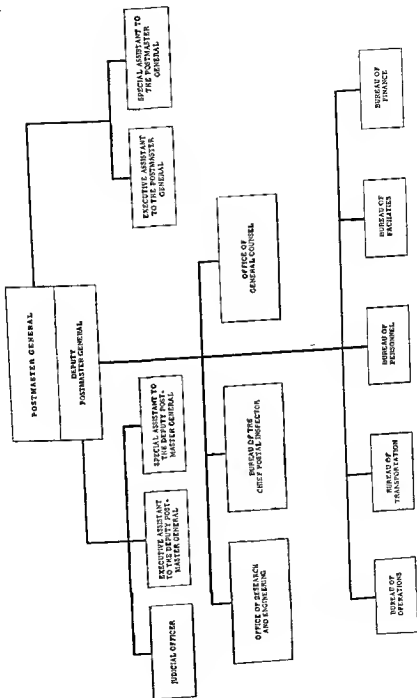 POSTMASTER GENERAL
DEPUTY
POSTMASTER GENERAL
EXECUTIVE ASSISTANT
TO THE POSTMASTER
GENERAL
SPECIAL ASSISTANT TO
THE POSTMASTER
GENERAL
JUDICIAL OFFICER
EXECUTIVE ASSISTANT
TO THE DEPUTY POST-
MASTER GENERAL
SPECIAL ASSISTANT TO
THE DEPUTY POST-
MASTER GENERAL
OFFICE OF RESEARCH
AND ENGINEERING
BUREAU OF THE
CHIEF POSTAL INSPECTOR
OFFICE OF
GENERAL COUNSEL
BUREAU OF
OPERATIONS
BUREAU OF
TRANSPORTATION
BUREAU OF
PERSONNEL
BUREAU OF
FACILITIES
BUREAU OF
FINANCE